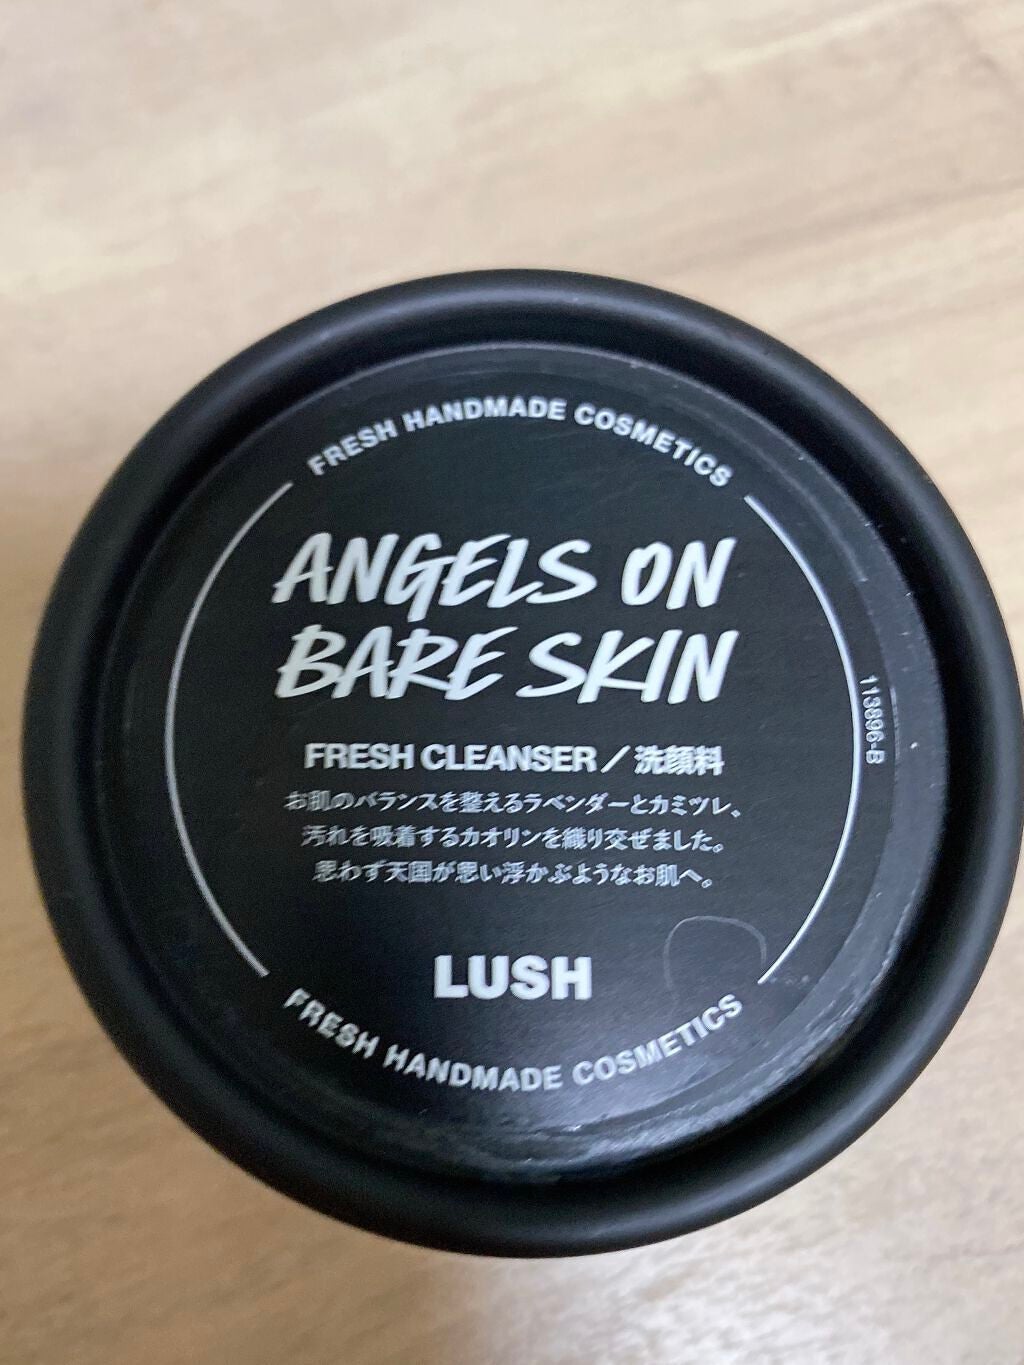 FRESH HANDMADE COSMETICS
ANGELS ON
BARE SKIN
FRESH CLEANSER／洗顔料
お肌のバランスを整えるラベンダーとカミツレ。
汚れを吸着するカオリンを織り交ぜました。
思わず天国が思い浮かぶようなお肌へ。
LUSH
FRESH HANDMADE COSMETICS
113896-B